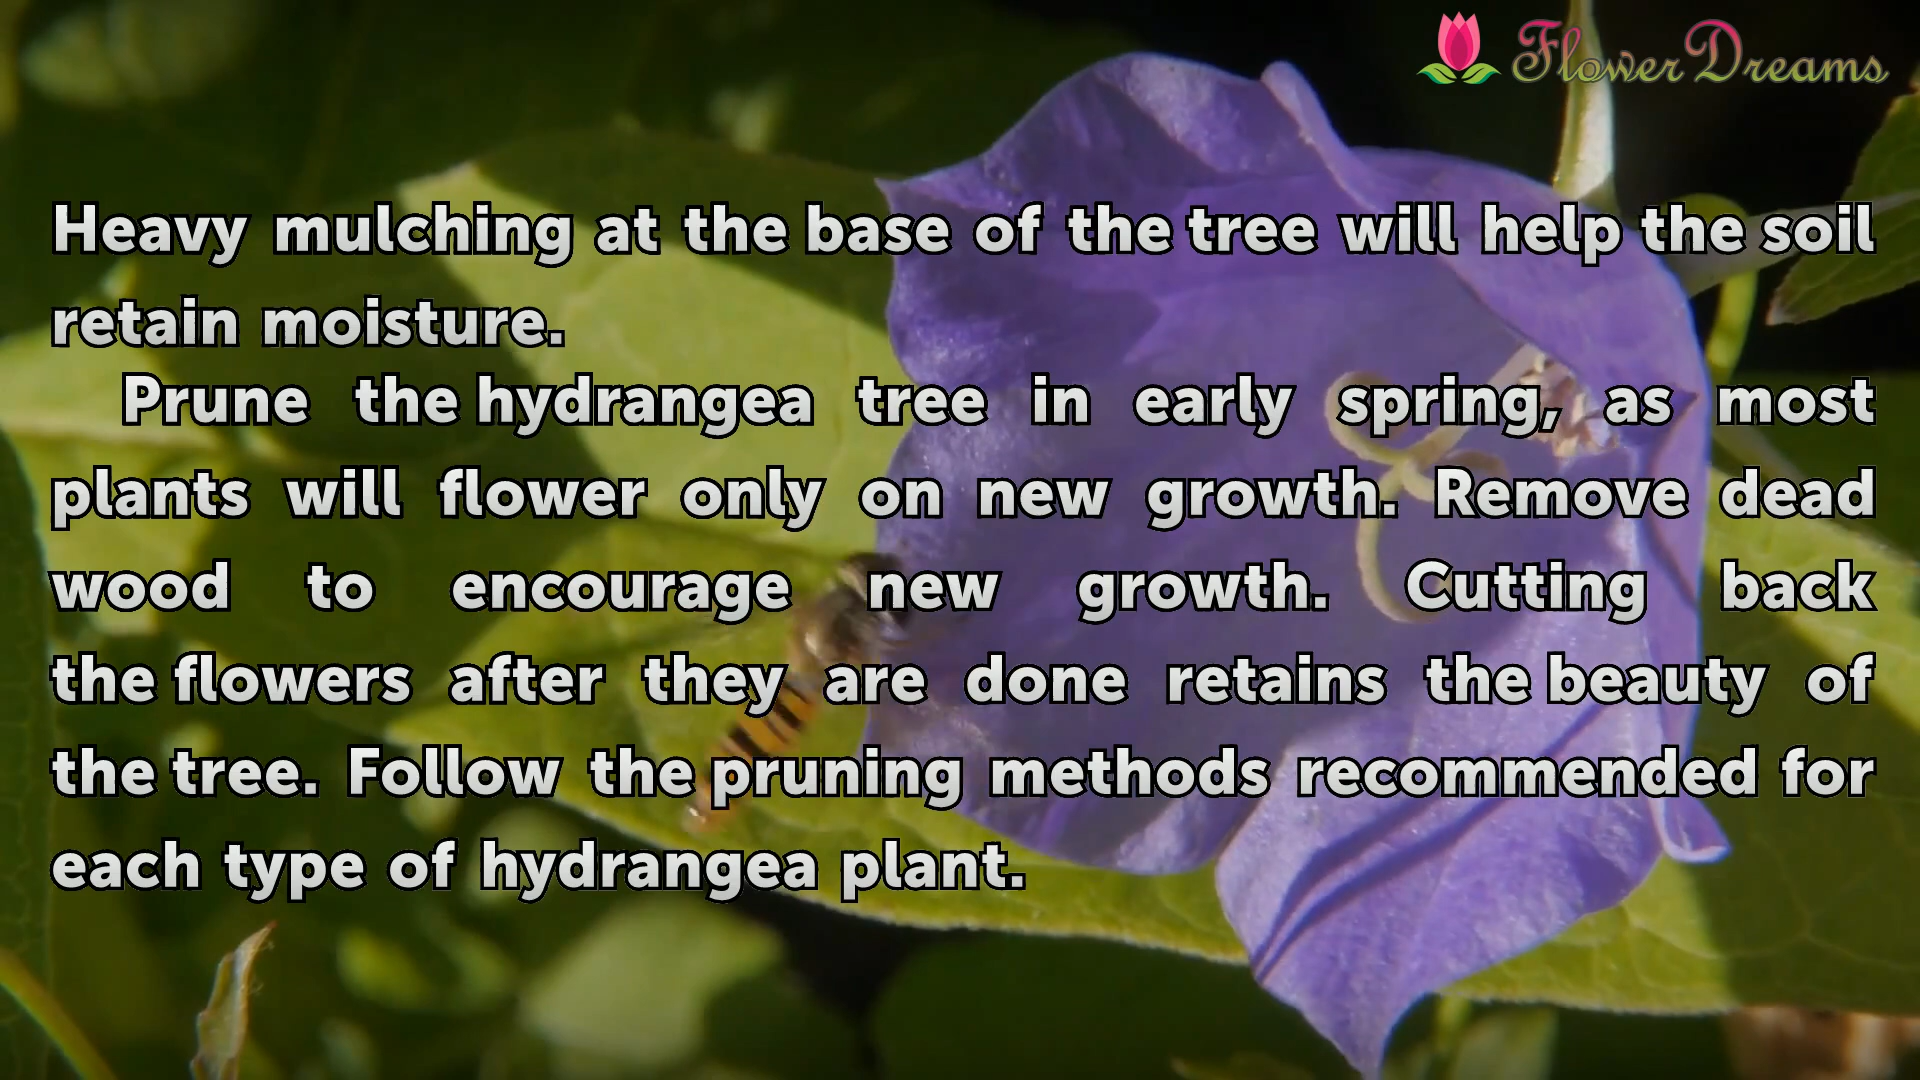 Flower Dreams
Heavy mulching at the base of the tree will help the soil
retain moisture.
Prune the hydrangea tree in early spring, as most
plants will flower only on new growth. Remove dead
wood to encourage new growth. Cutting back
the flowers after they are done retains the beauty of
the tree. Follow the pruning methods recommended for
each type of hydrangea plant.